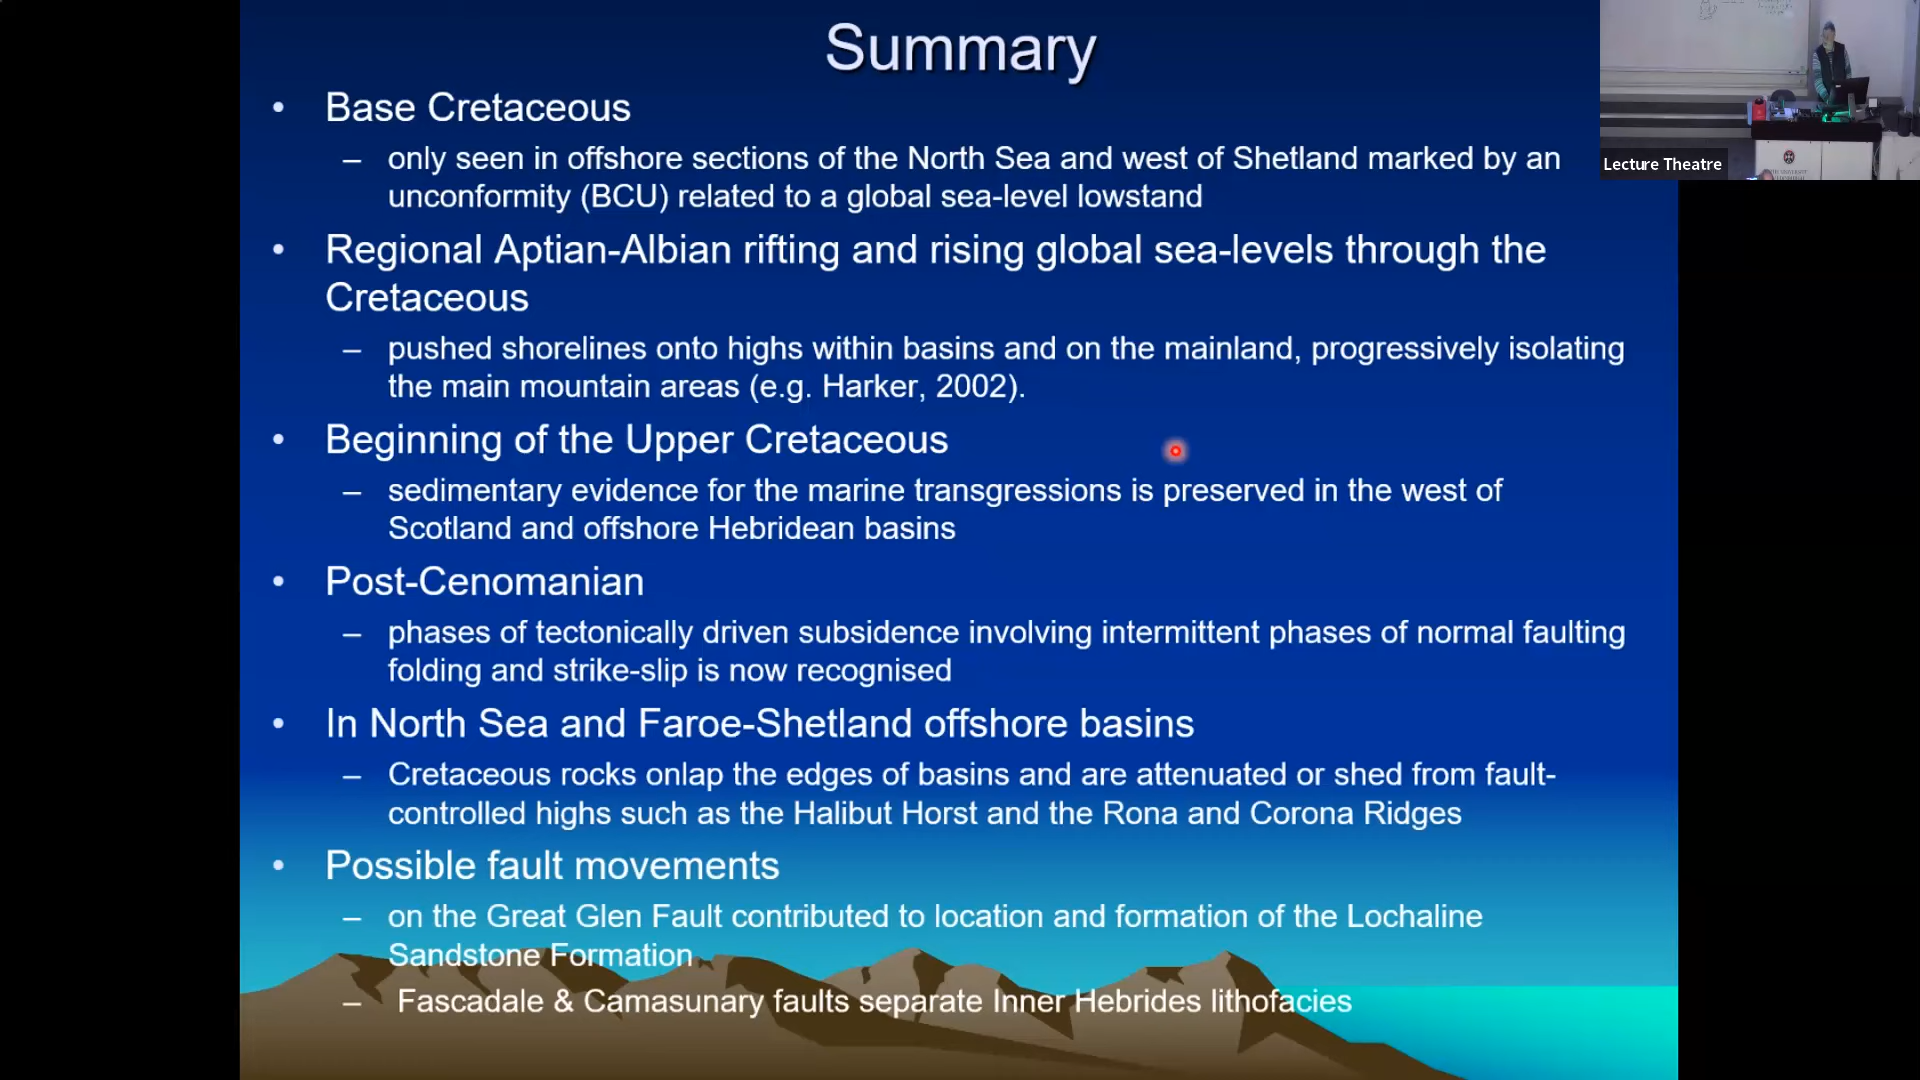 Summary
• Base Cretaceous
– only seen in offshore sections of the North Sea and west of Shetland marked by an
unconformity (BCU) related to a global sea-level lowstand
• Regional Aptian-Albian rifting and rising global sea-levels through the
Cretaceous
– pushed shorelines onto highs within basins and on the mainland, progressively isolating
the main mountain areas (e.g. Harker, 2002).
• Beginning of the Upper Cretaceous
– sedimentary evidence for the marine transgressions is preserved in the west of
Scotland and offshore Hebridean basins
• Post-Cenomanian
– phases of tectonically driven subsidence involving intermittent phases of normal faulting
folding and strike-slip is now recognised
• In North Sea and Faroe-Shetland offshore basins
– Cretaceous rocks onlap the edges of basins and are attenuated or shed from fault-
controlled highs such as the Halibut Horst and the Rona and Corona Ridges
• Possible fault movements
– on the Great Glen Fault contributed to location and formation of the Lochaline
Sandstone Formation
– Fascadale & Camasunary faults separate Inner Hebrides lithofacies
Lecture Theatre